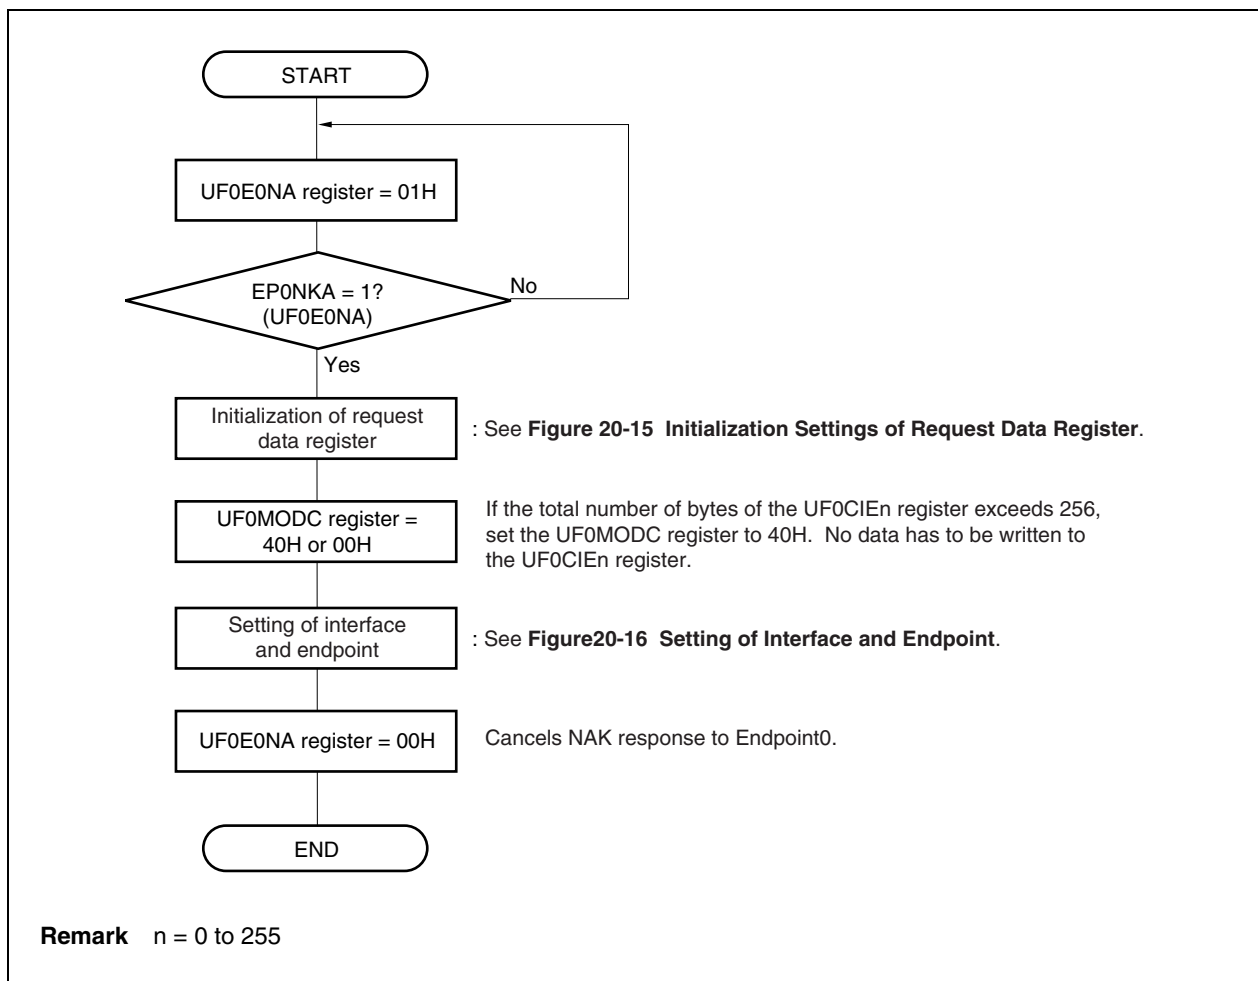 START
UF0E0NA register = 01H
EP0NKA = 1?
(UF0E0NA)
No
Yes
Initialization of request
data register
: See Figure 20-15 Initialization Settings of Request Data Register.
UF0MODC register =
40H or 00H
If the total number of bytes of the UF0CIEn register exceeds 256,
set the UF0MODC register to 40H. No data has to be written to
the UF0CIEn register.
Setting of interface
and endpoint
: See Figure20-16 Setting of Interface and Endpoint.
UF0E0NA register = 00H
Cancels NAK response to Endpoint0.
END
Remark n = 0 to 255